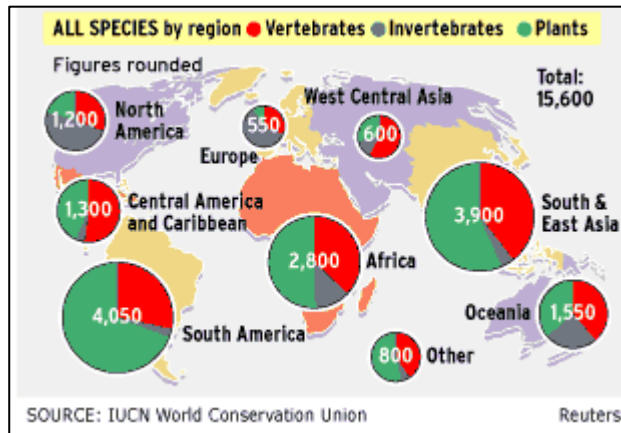 ALL SPECIES by region Vertebrates Invertebrates Plants
Figures rounded
Total:
15,600
1,200
North
America
550
Europe
West Central Asia
600
1,300
Central America
and Caribbean
2,800
Africa
3,900
South &
East Asia
4,050
South America
Oceania
1,550
800
Other
SOURCE: IUCN World Conservation Union Reuters